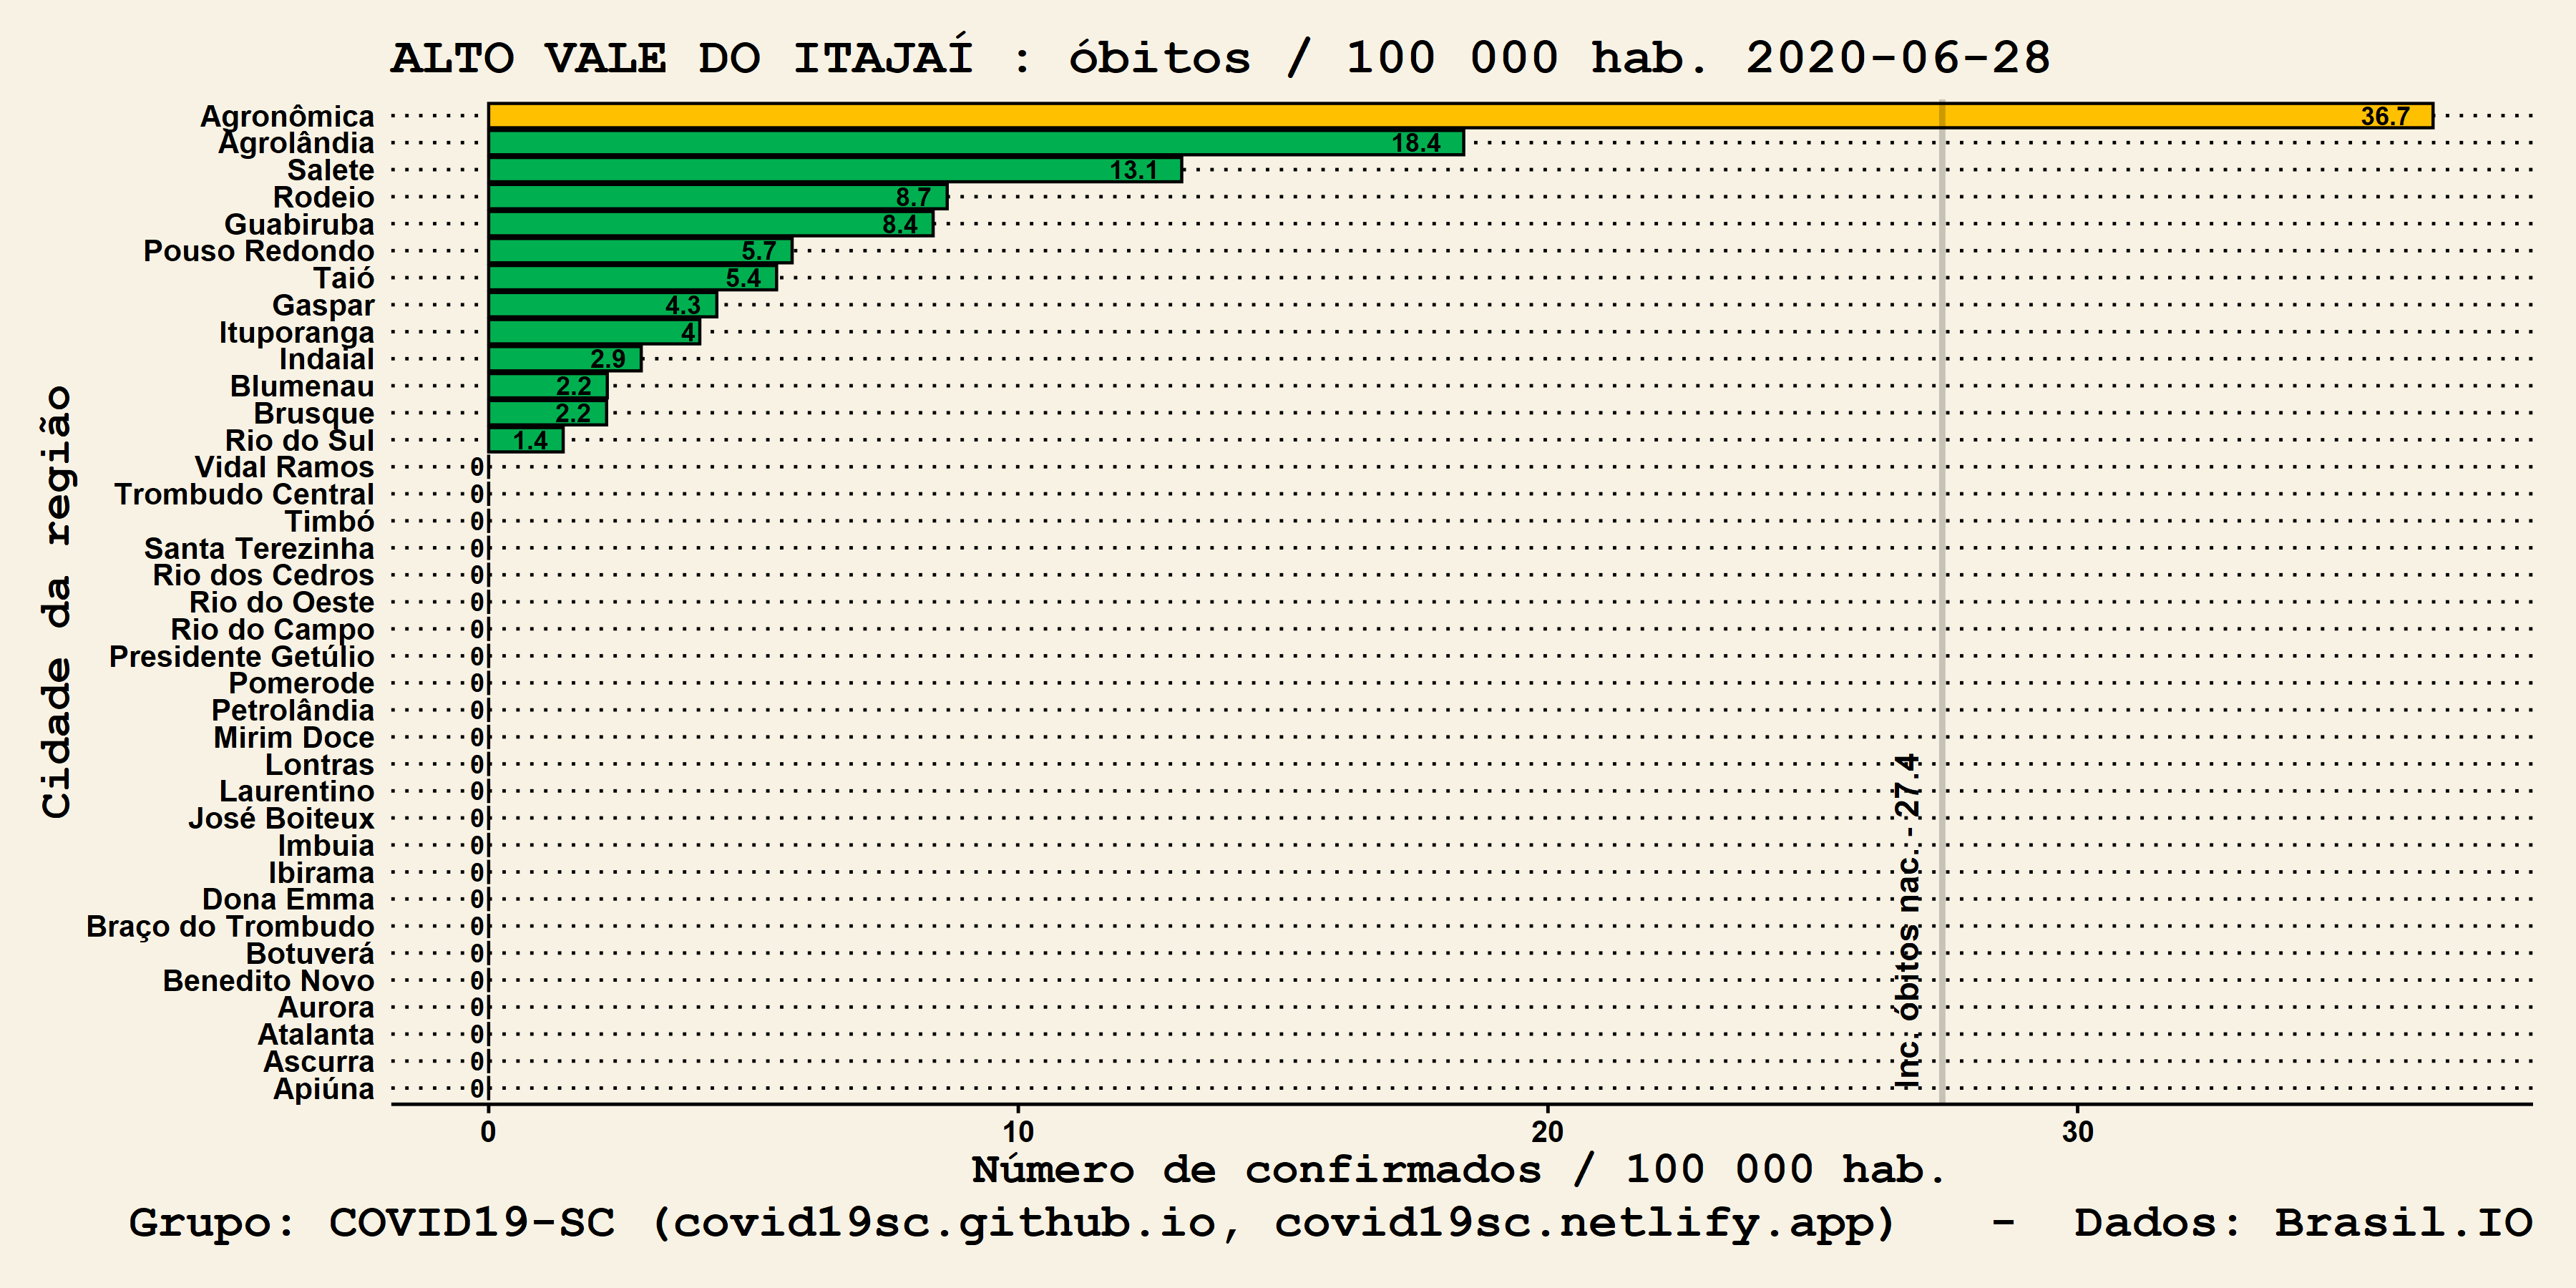 ALTO VALE DO ITAJAÍ : óbitos / 100 000 hab. 2020-06-28
Cidade da região
Agronômica 36.7
Agrolândia 18.4
Salete 13.1
Rodeio 8.7
Guabiruba 8.4
Pouso Redondo 5.7
Taió 5.4
Gaspar 4.3
Ituporanga 4
Indaial 2.9
Blumenau 2.2
Brusque 2.2
Rio do Sul 1.4
Vidal Ramos 0
Trombudo Central 0
Timbó 0
Santa Terezinha 0
Rio dos Cedros 0
Rio do Oeste 0
Rio do Campo 0
Presidente Getúlio 0
Pomerode 0
Petrolândia 0
Mirim Doce 0
Lontras 0
Laurentino 0
José Boiteux 0
Imbuia 0
Ibirama 0
Dona Emma 0
Braço do Trombudo 0
Botuverá 0
Benedito Novo 0
Aurora 0
Atalanta 0
Ascurra 0
Apiúna 0
Inc. óbitos nac. - 27.4
0 10 20 30
Número de confirmados / 100 000 hab.
Grupo: COVID19-SC (covid19sc.github.io, covid19sc.netlify.app) - Dados: Brasil.IO